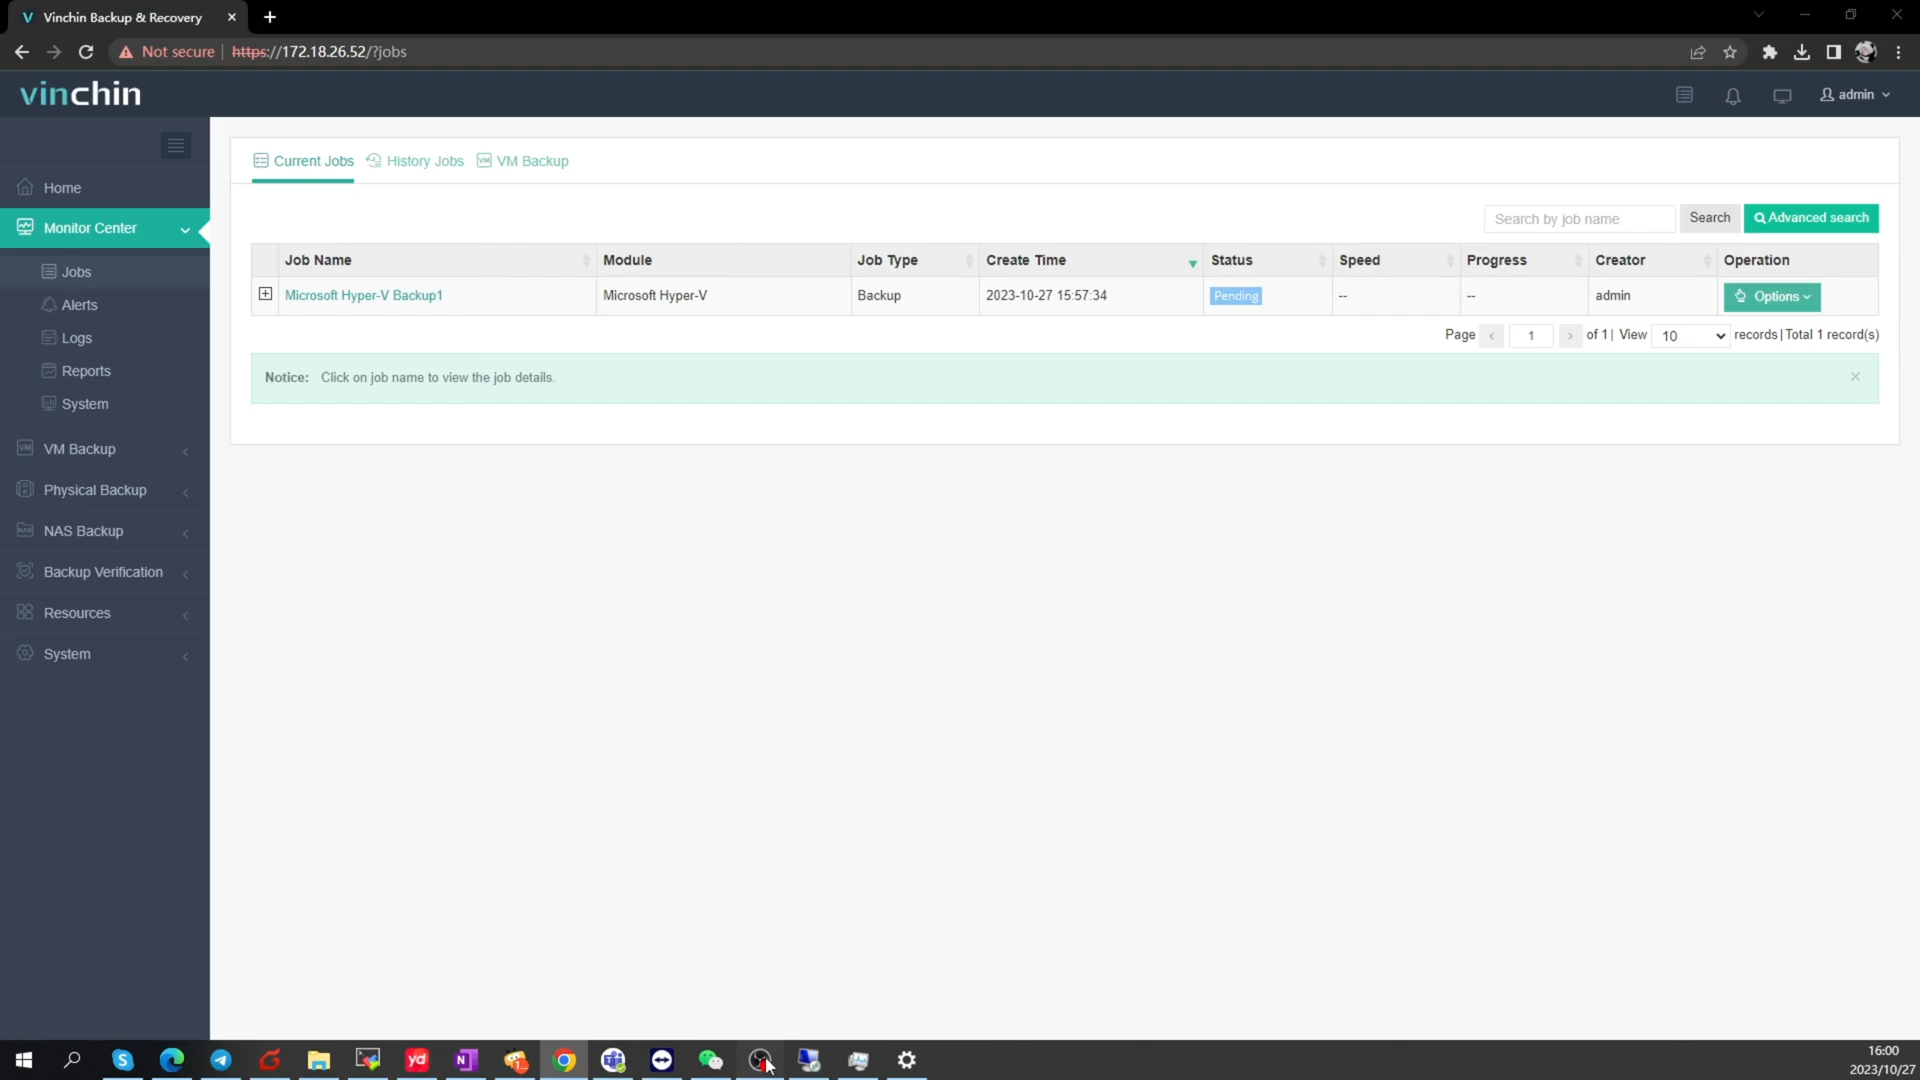 Vinchin Backup & Recovery
Not secure | https://172.18.26.52/?jobs
vinchin
admin
Home
Monitor Center
Jobs
Alerts
Logs
Reports
System
VM Backup
Physical Backup
NAS Backup
Backup Verification
Resources
System
Current Jobs History Jobs VM Backup
Search by job name Search Advanced search
Job Name Module Job Type Create Time Status Speed Progress Creator Operation
Microsoft Hyper-V Backup1 Microsoft Hyper-V Backup 2023-10-27 15:57:34 Pending -- -- admin Options
Page < 1 > of 1 | View 10 records | Total 1 record(s)
Notice: Click on job name to view the job details.
16:00
2023/10/27